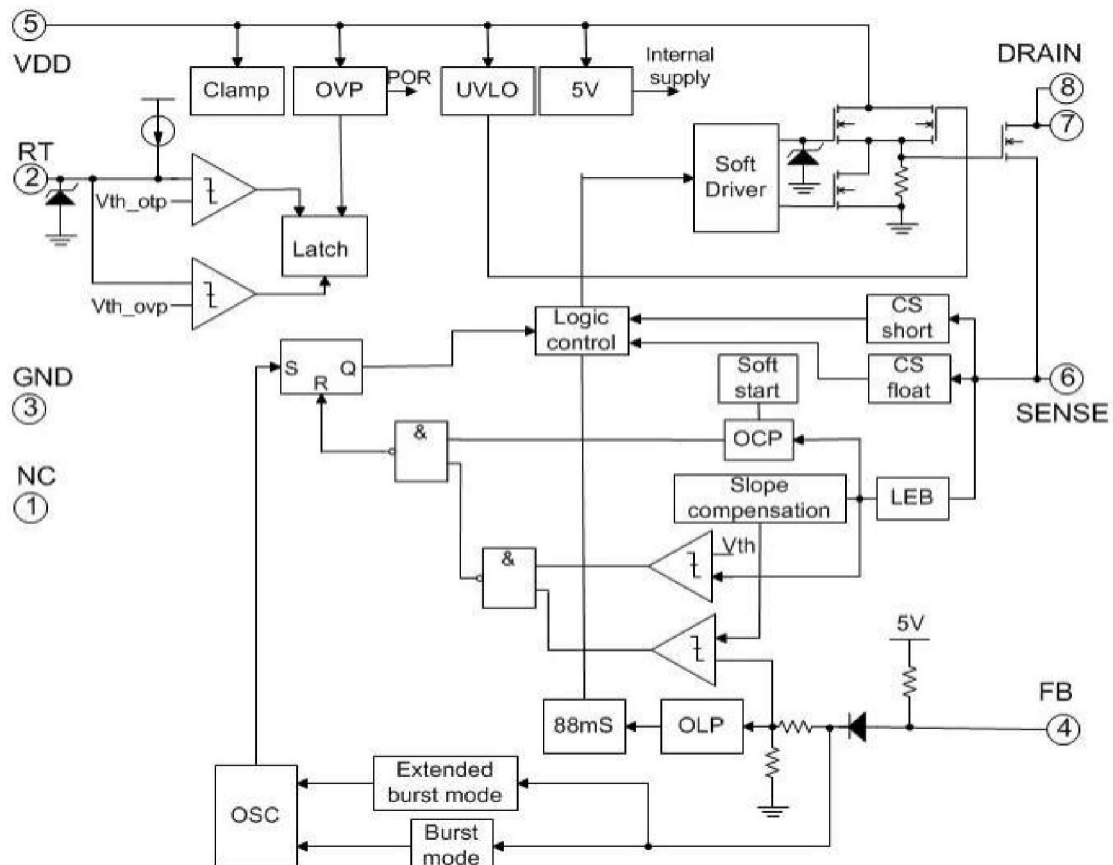 5
VDD
DRAIN
8
7
Clamp
OVP
POR
UVLO
5V
Internal
supply
RT
2
Vth_otp
Latch
Vth_ovp
Soft
Driver
Logic
control
CS
short
CS
float
6
SENSE
S
Q
R
GND
3
Soft
start
OCP
&
NC
1
Slope
compensation
LEB
Vth
&
5V
FB
4
88mS
OLP
Extended
burst mode
OSC
Burst
mode